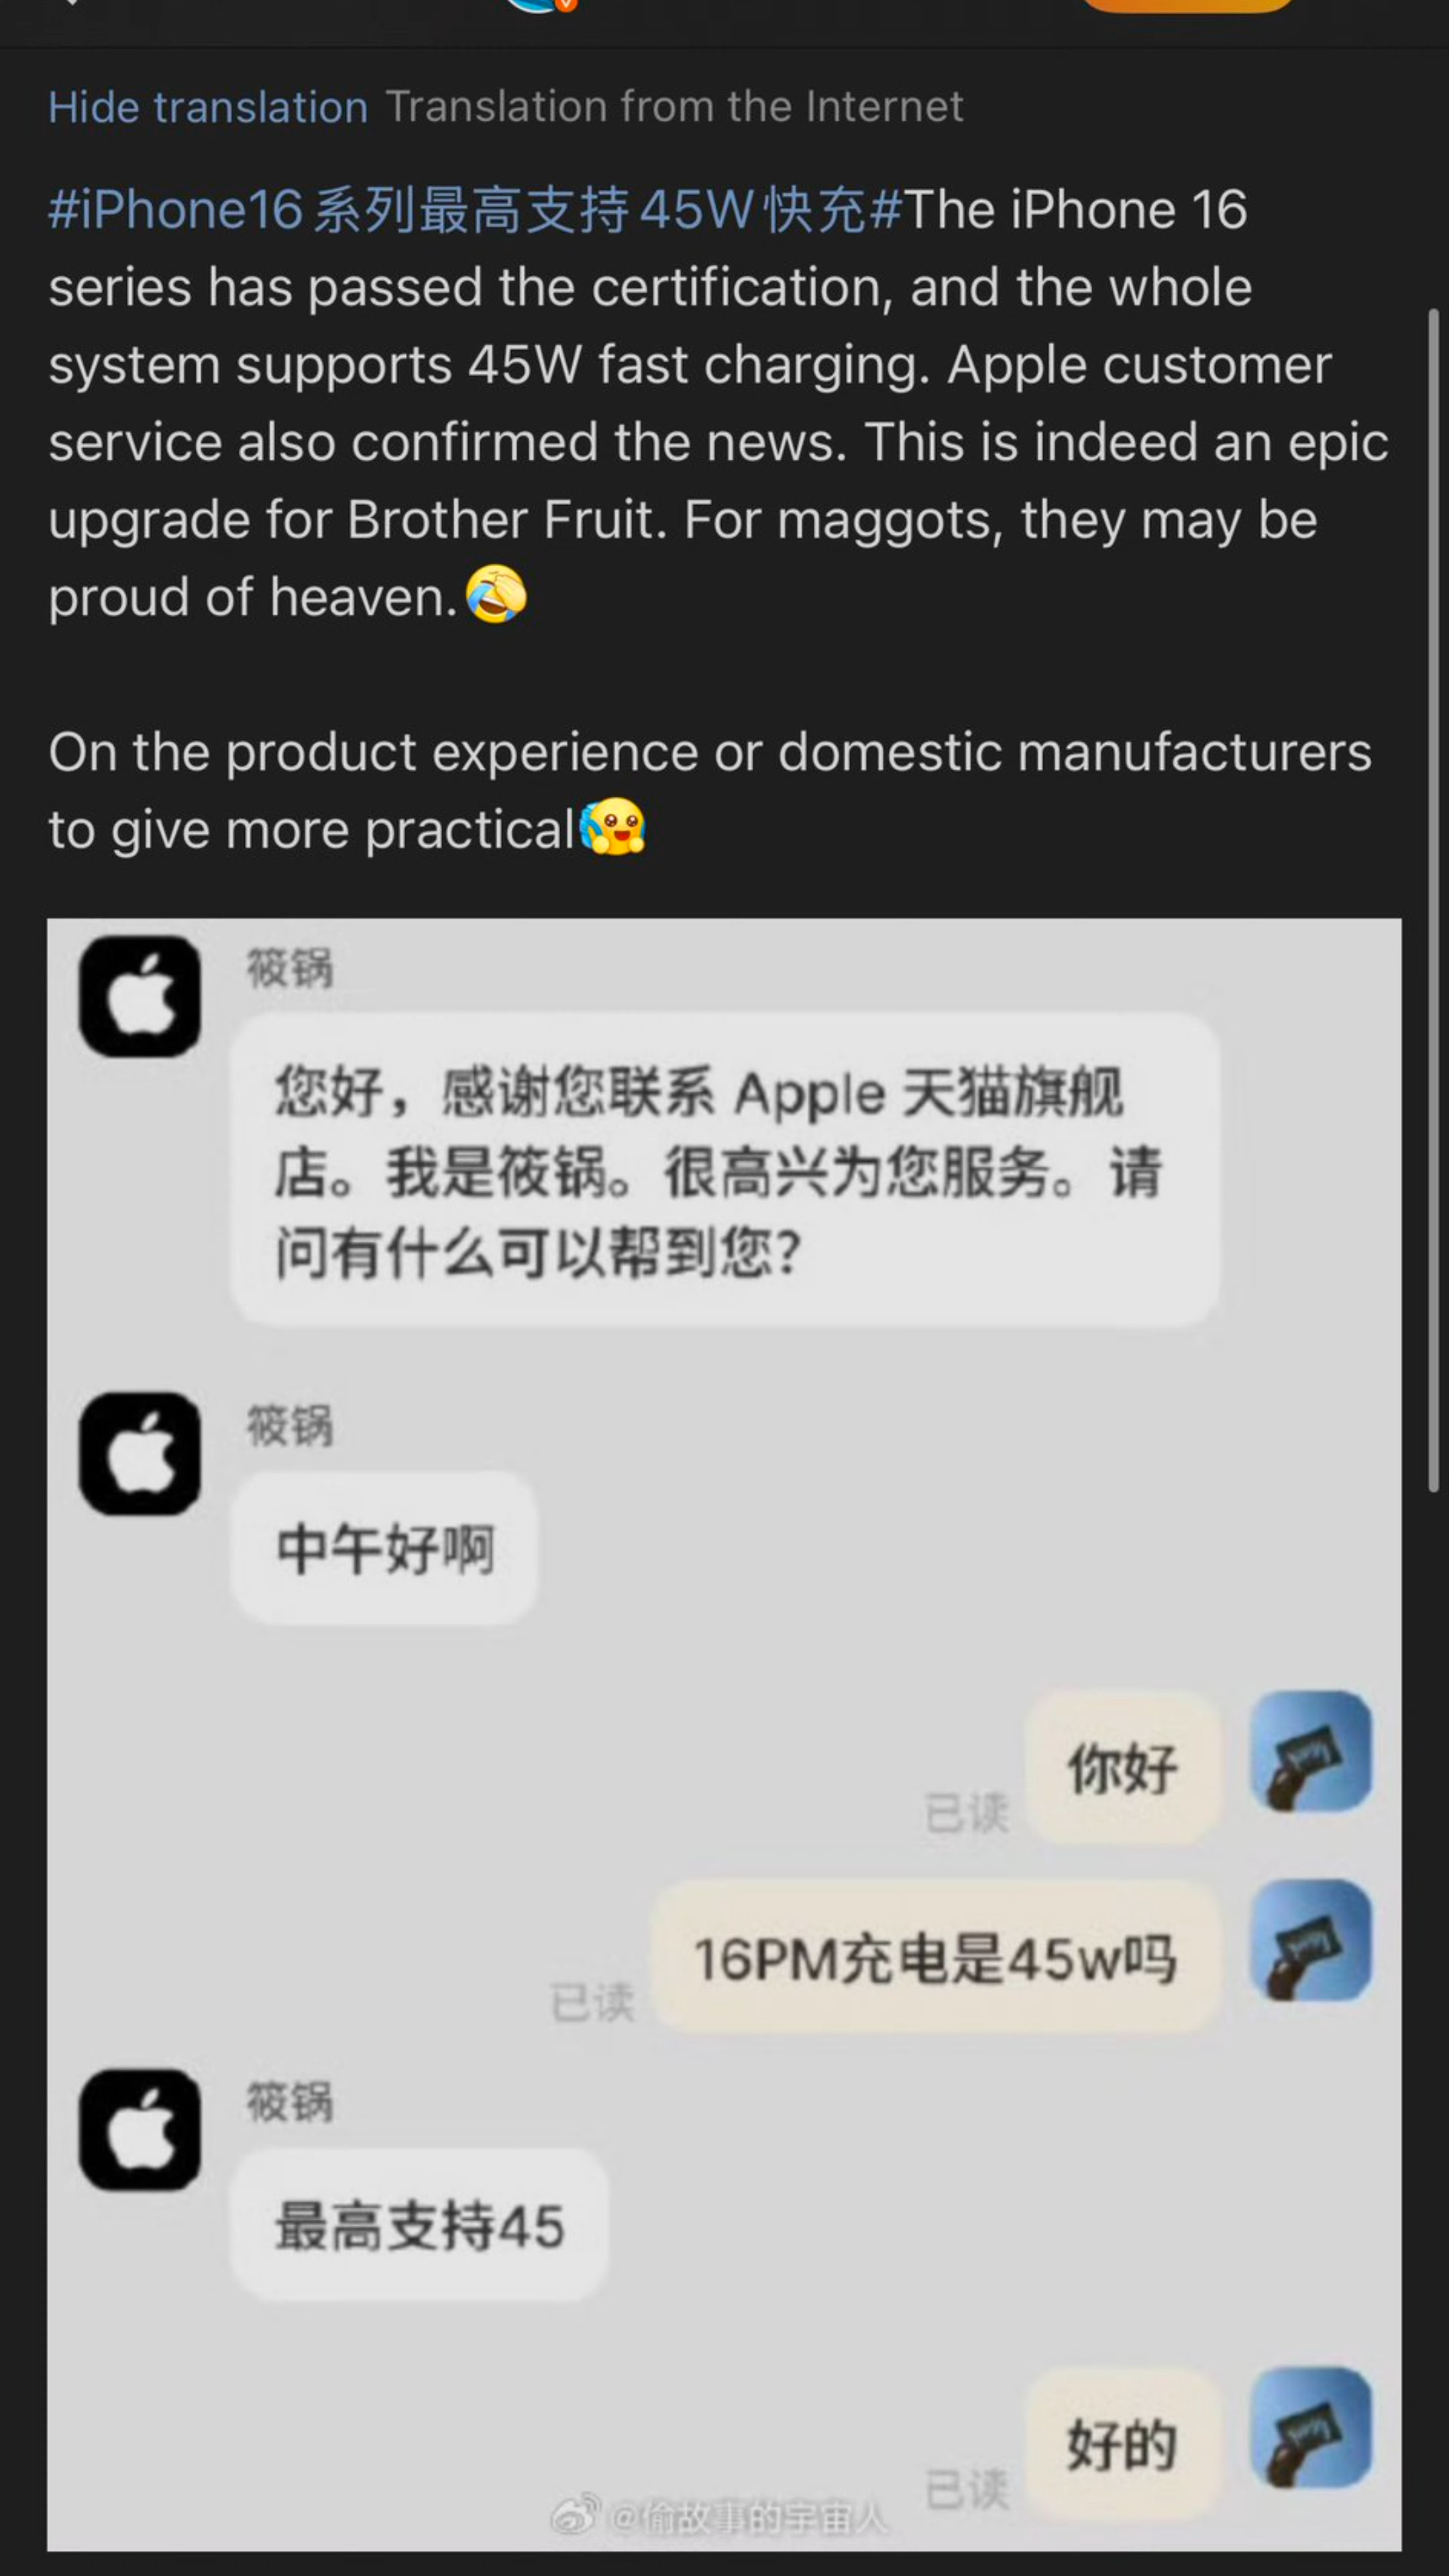 Hide translation Translation from the Internet
#iPhone16系列最高支持45W快充#The iPhone 16
series has passed the certification, and the whole
system supports 45W fast charging. Apple customer
service also confirmed the news. This is indeed an epic
upgrade for Brother Fruit. For maggots, they may be
proud of heaven.
On the product experience or domestic manufacturers
to give more practical
筱锅
您好，感谢您联系 Apple 天猫旗舰
店。我是筱锅。很高兴为您服务。请
问有什么可以帮到您？
筱锅
中午好啊
你好
已读
16PM充电是45w吗
已读
筱锅
最高支持45
好的
已读
@偷故事的宇宙人